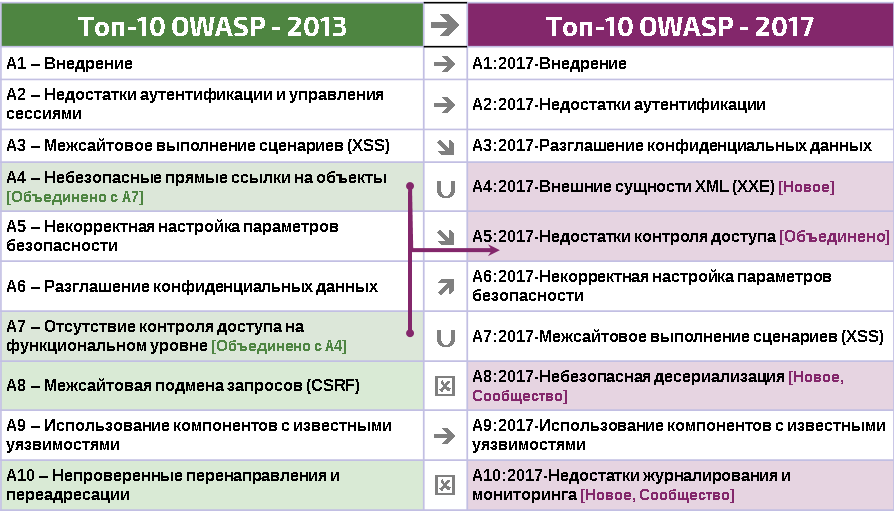 Топ-10 OWASP - 2013
Топ-10 OWASP - 2017
A1 – Внедрение
A1:2017-Внедрение
A2 – Недостатки аутентификации и управления
сессиями
A2:2017-Недостатки аутентификации
A3 – Межсайтовое выполнение сценариев (XSS)
A3:2017-Разглашение конфиденциальных данных
A4 – Небезопасные прямые ссылки на объекты
[Объединено с A7]
A4:2017-Внешние сущности XML (XXE) [Новое]
A5 – Некорректная настройка параметров
безопасности
A5:2017-Недостатки контроля доступа [Объединено]
A6 – Разглашение конфиденциальных данных
A6:2017-Некорректная настройка параметров
безопасности
A7 – Отсутствие контроля доступа на
функциональном уровне [Объединено с A4]
A7:2017-Межсайтовое выполнение сценариев (XSS)
A8 – Межсайтовая подмена запросов (CSRF)
A8:2017-Небезопасная десериализация [Новое,
Сообщество]
A9 – Использование компонентов с известными
уязвимостями
A9:2017-Использование компонентов с известными
уязвимостями
A10 – Непроверенные перенаправления и
переадресации
A10:2017-Недостатки журналирования и
мониторинга [Новое, Сообщество]